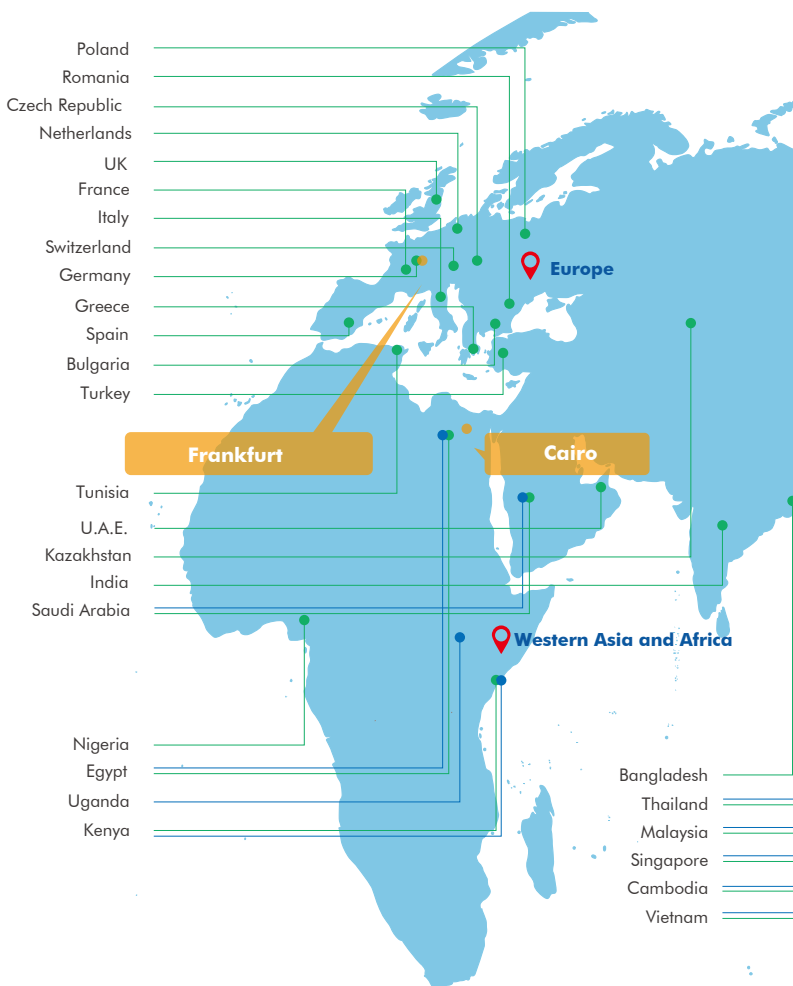 Poland
Romania
Czech Republic
Netherlands
UK
France
Italy
Switzerland
Germany
Europe
Greece
Spain
Bulgaria
Turkey
Frankfurt
Cairo
Tunisia
U.A.E.
Kazakhstan
India
Saudi Arabia
Western Asia and Africa
Nigeria
Egypt
Uganda
Kenya
Bangladesh
Thailand
Malaysia
Singapore
Cambodia
Vietnam